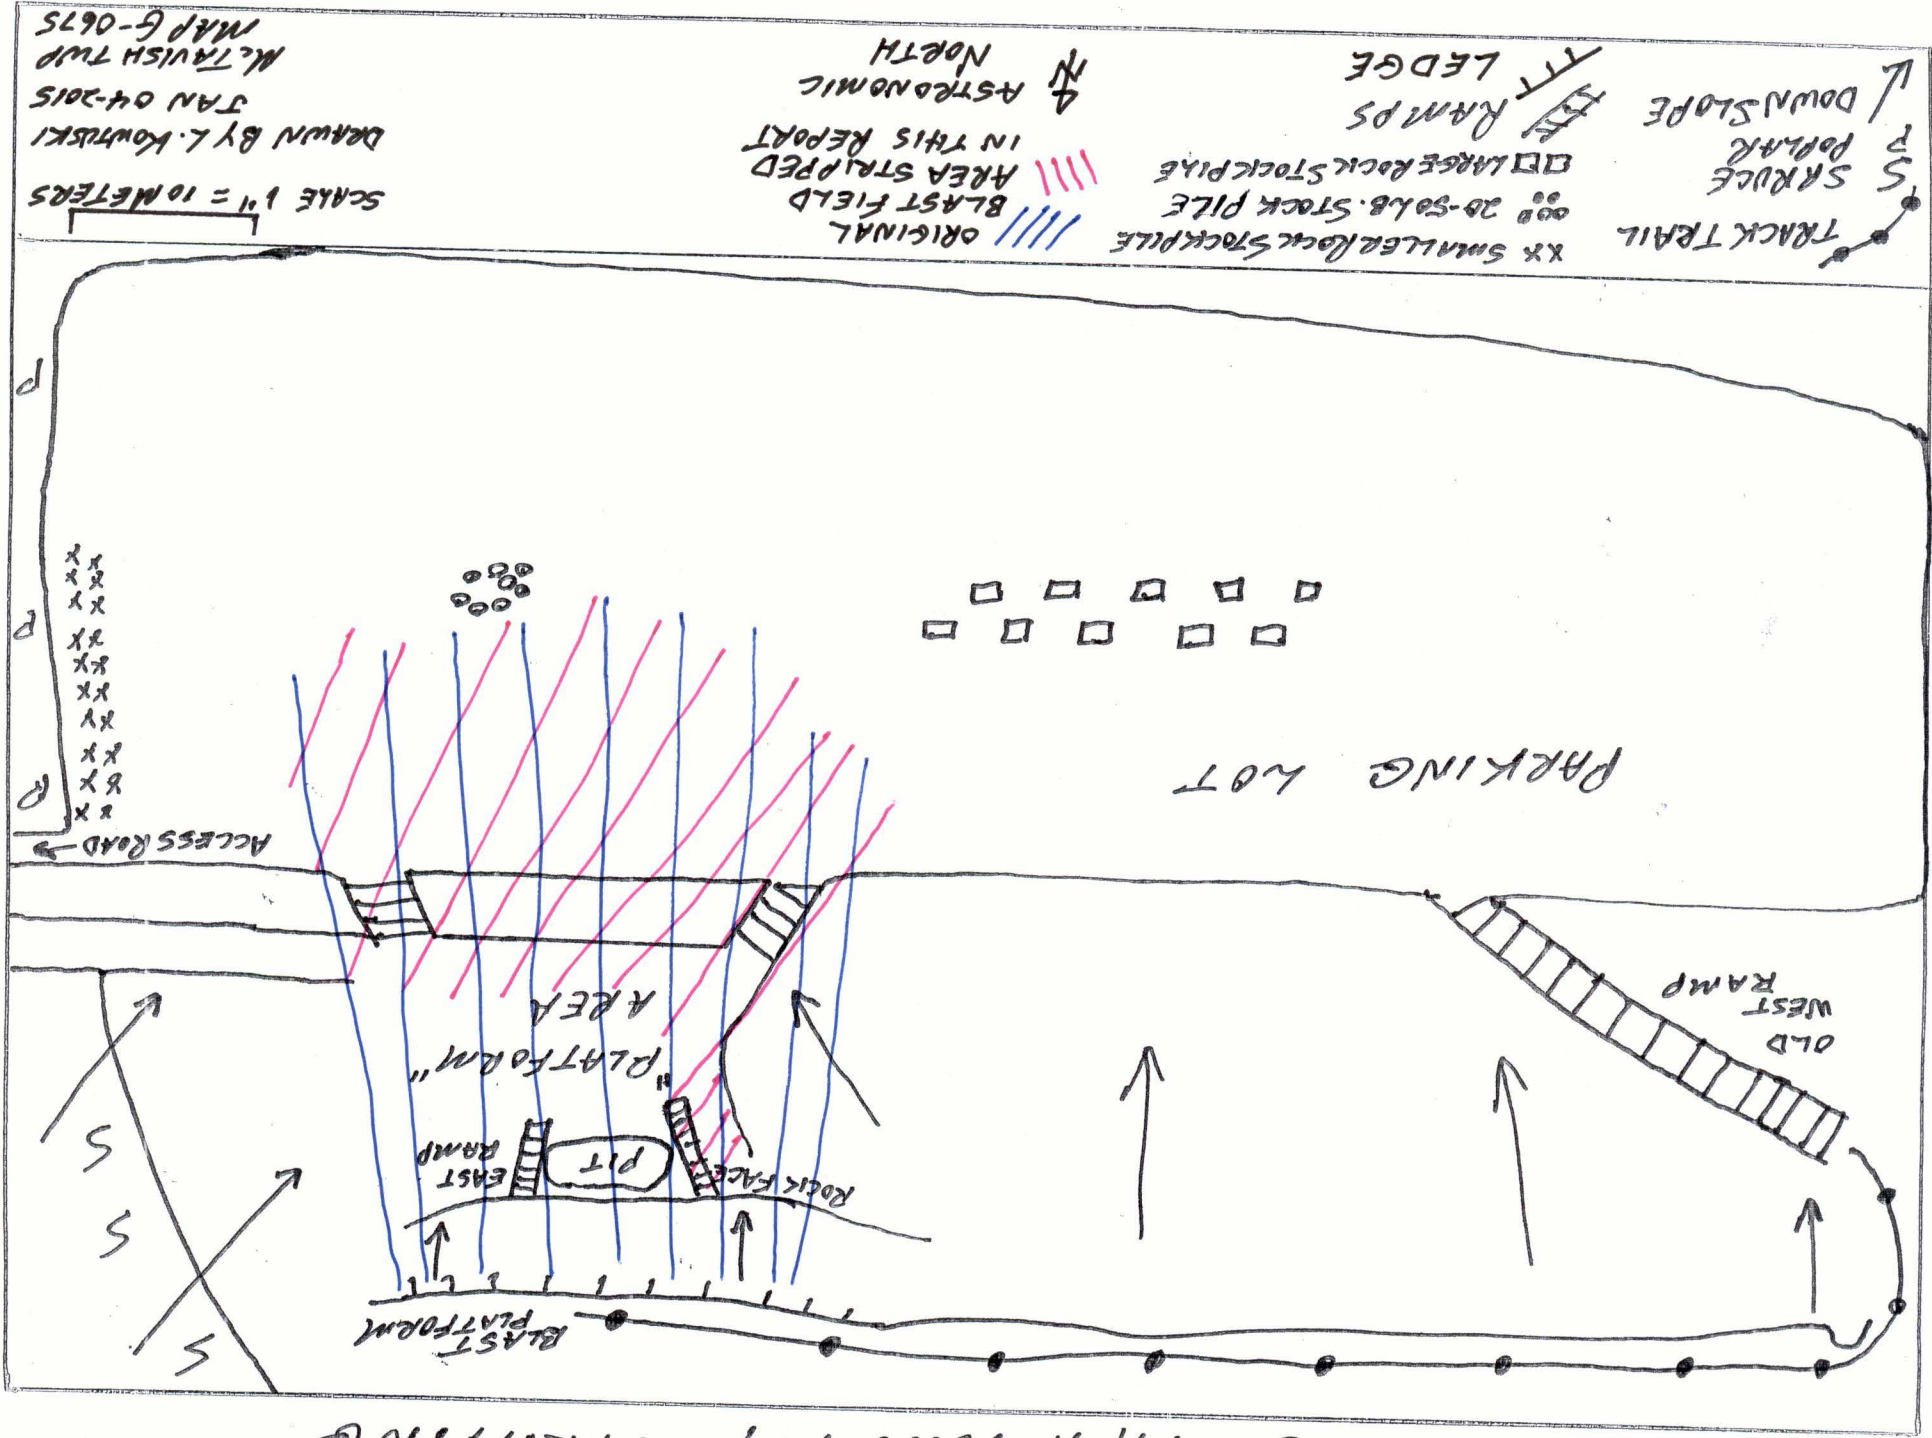 BLAST
PLATFORM
S
S
S
ROCK FACE
PIT
EAST
RAMP
"PLATFORM"
AREA
OLD
WEST
RAMP
ACCESS ROAD →
PARKING LOT
P
P
P
TRACK TRAIL
S SPRUCE
P POPLAR
DOWNSLOPE
XX SMALLER ROCK STOCKPILE
20-50 LB. STOCK PILE
LARGE ROCK STOCKPILE
RAMPS
LEDGE
ORIGINAL
BLAST FIELD
AREA STRIPPED
IN THIS REPORT
ASTRONOMIC
NORTH
SCALE 1" = 10 METERS
DRAWN BY L. KOWTUSKI
JAN 04-2015
McTAVISH TWP
MAP G-0675